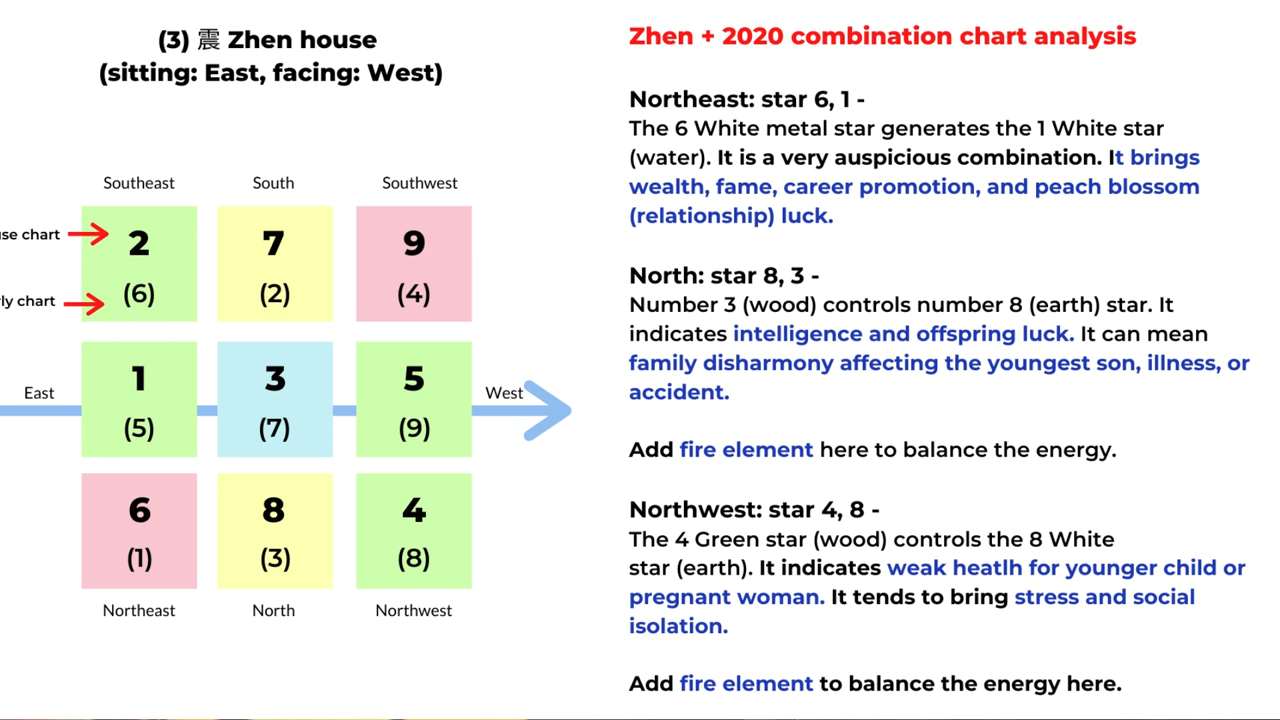 (3) 震 Zhen house
(sitting: East, facing: West)
Southeast South Southwest
use chart
rly chart
2 7 9
(6) (2) (4)
East West
1 3 5
(5) (7) (9)
6 8 4
(1) (3) (8)
Northeast North Northwest
Zhen + 2020 combination chart analysis
Northeast: star 6, 1 -
The 6 White metal star generates the 1 White star
(water). It is a very auspicious combination. It brings
wealth, fame, career promotion, and peach blossom
(relationship) luck.
North: star 8, 3 -
Number 3 (wood) controls number 8 (earth) star. It
indicates intelligence and offspring luck. It can mean
family disharmony affecting the youngest son, illness, or
accident.
Add fire element here to balance the energy.
Northwest: star 4, 8 -
The 4 Green star (wood) controls the 8 White
star (earth). It indicates weak heatlh for younger child or
pregnant woman. It tends to bring stress and social
isolation.
Add fire element to balance the energy here.